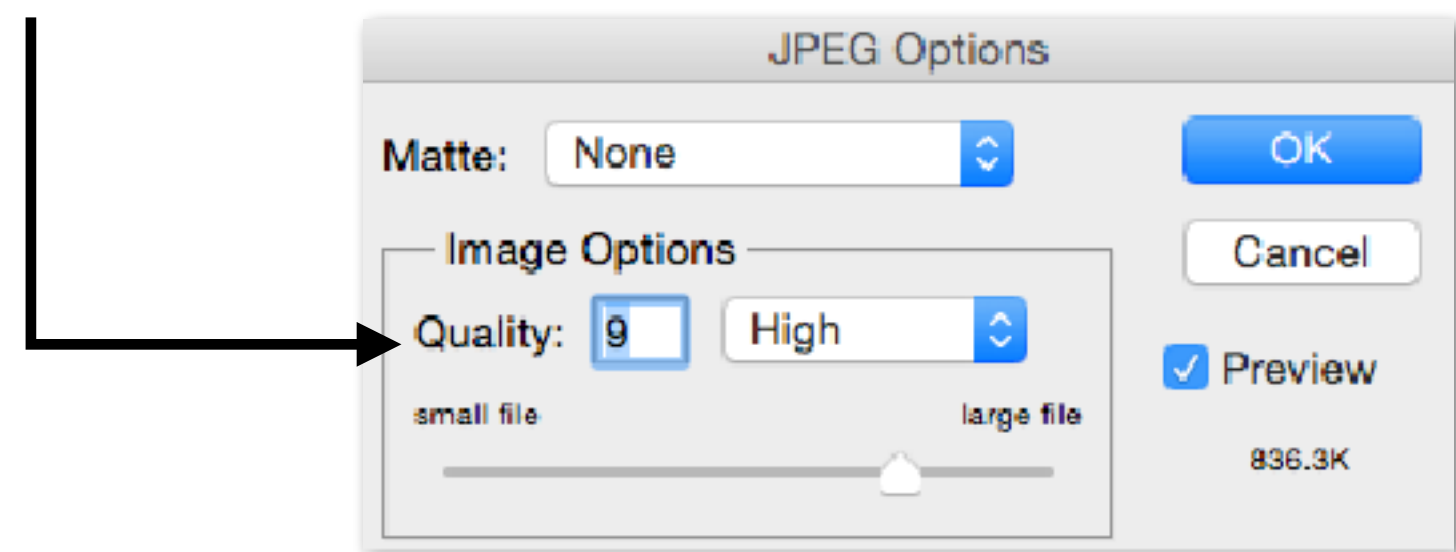 JPEG Options
Matte: None
OK
Image Options
Cancel
Quality: 9 High
Preview
small file large file
836.3K